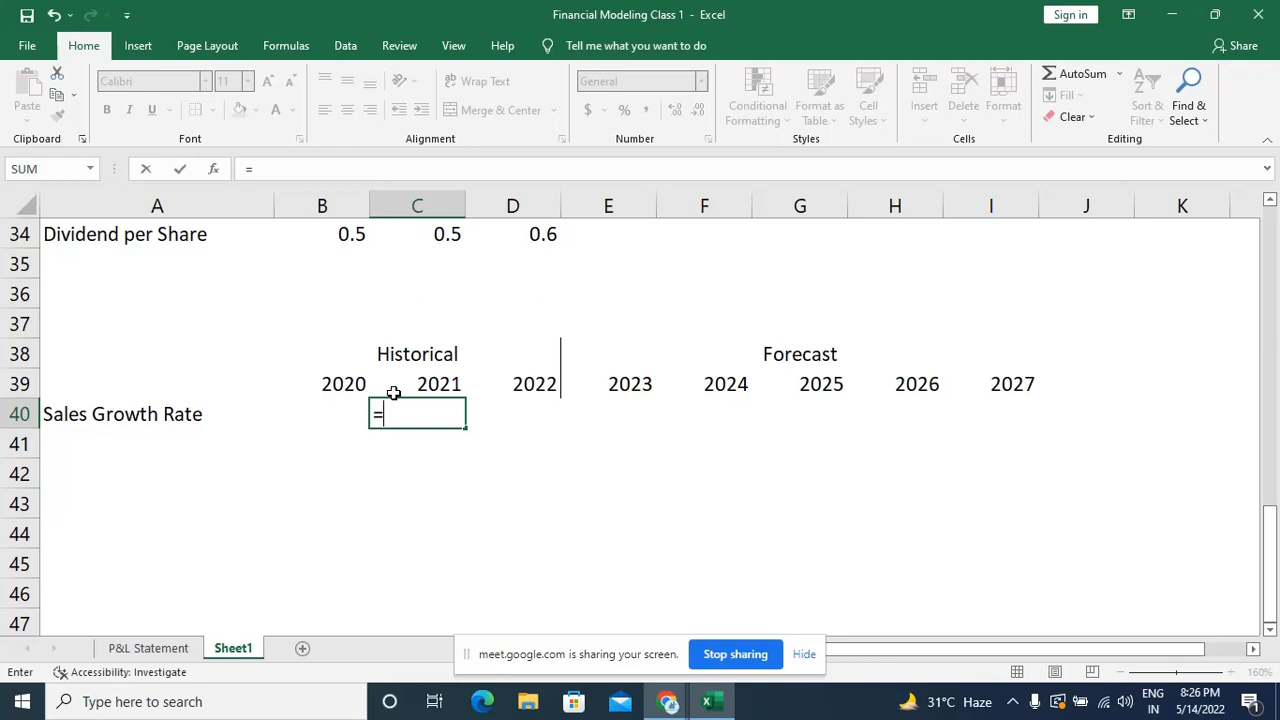 Financial Modeling Class 1 - Excel
Sign in
File Home Insert Page Layout Formulas Data Review View Help Tell me what you want to do Share
Paste
Calibri 11
B I U
Wrap Text
Merge & Center
General
$ %
Conditional Formatting
Format as Table
Cell Styles
Insert Delete Format
AutoSum
Fill
Clear
Sort & Filter
Find & Select
Clipboard Font Alignment Number Styles Cells Editing
SUM fx =
A B C D E F G H I J K
34 Dividend per Share 0.5 0.5 0.6
35
36
37
38 Historical Forecast
39 2020 2021 2022 2023 2024 2025 2026 2027
40 Sales Growth Rate =
41
42
43
44
45
46
47
P&L Statement Sheet1
meet.google.com is sharing your screen. Stop sharing Hide
Enter Accessibility: Investigate 160%
Type here to search
31°C Haze
ENG IN
8:26 PM
5/14/2022
1